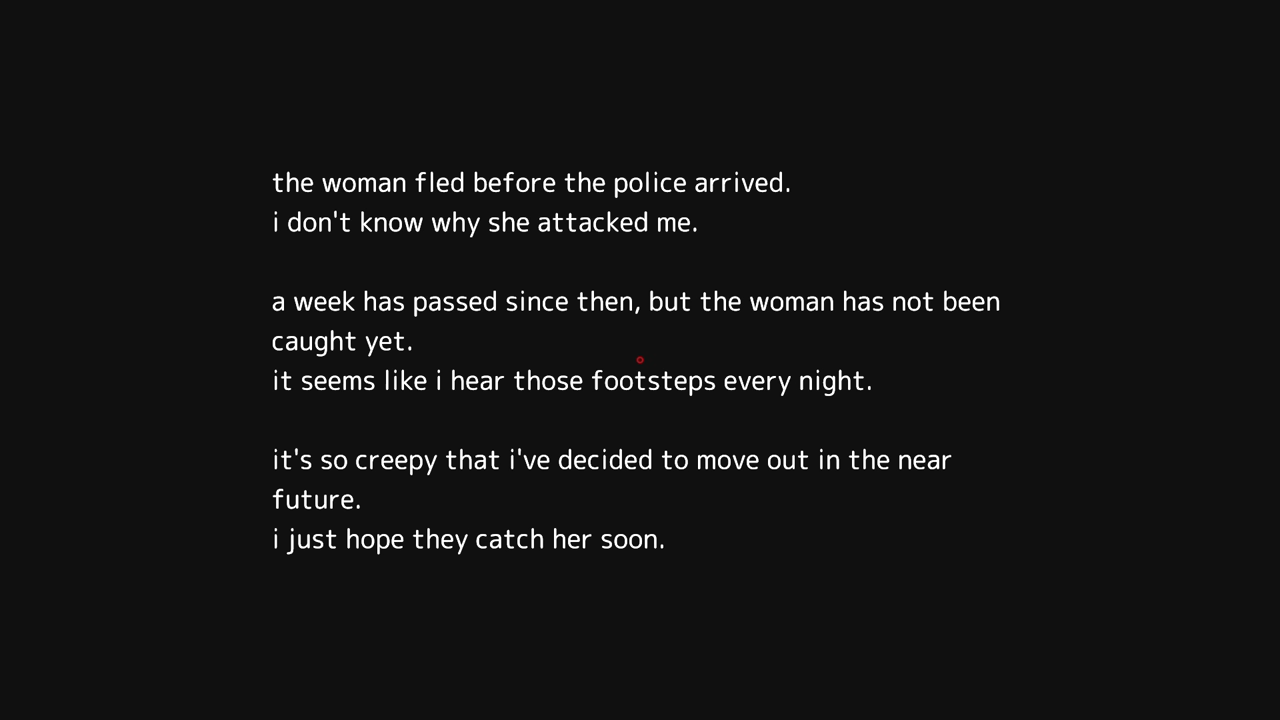 the woman fled before the police arrived.
i don't know why she attacked me.
a week has passed since then, but the woman has not been
caught yet.
it seems like i hear those footsteps every night.
it's so creepy that i've decided to move out in the near
future.
i just hope they catch her soon.